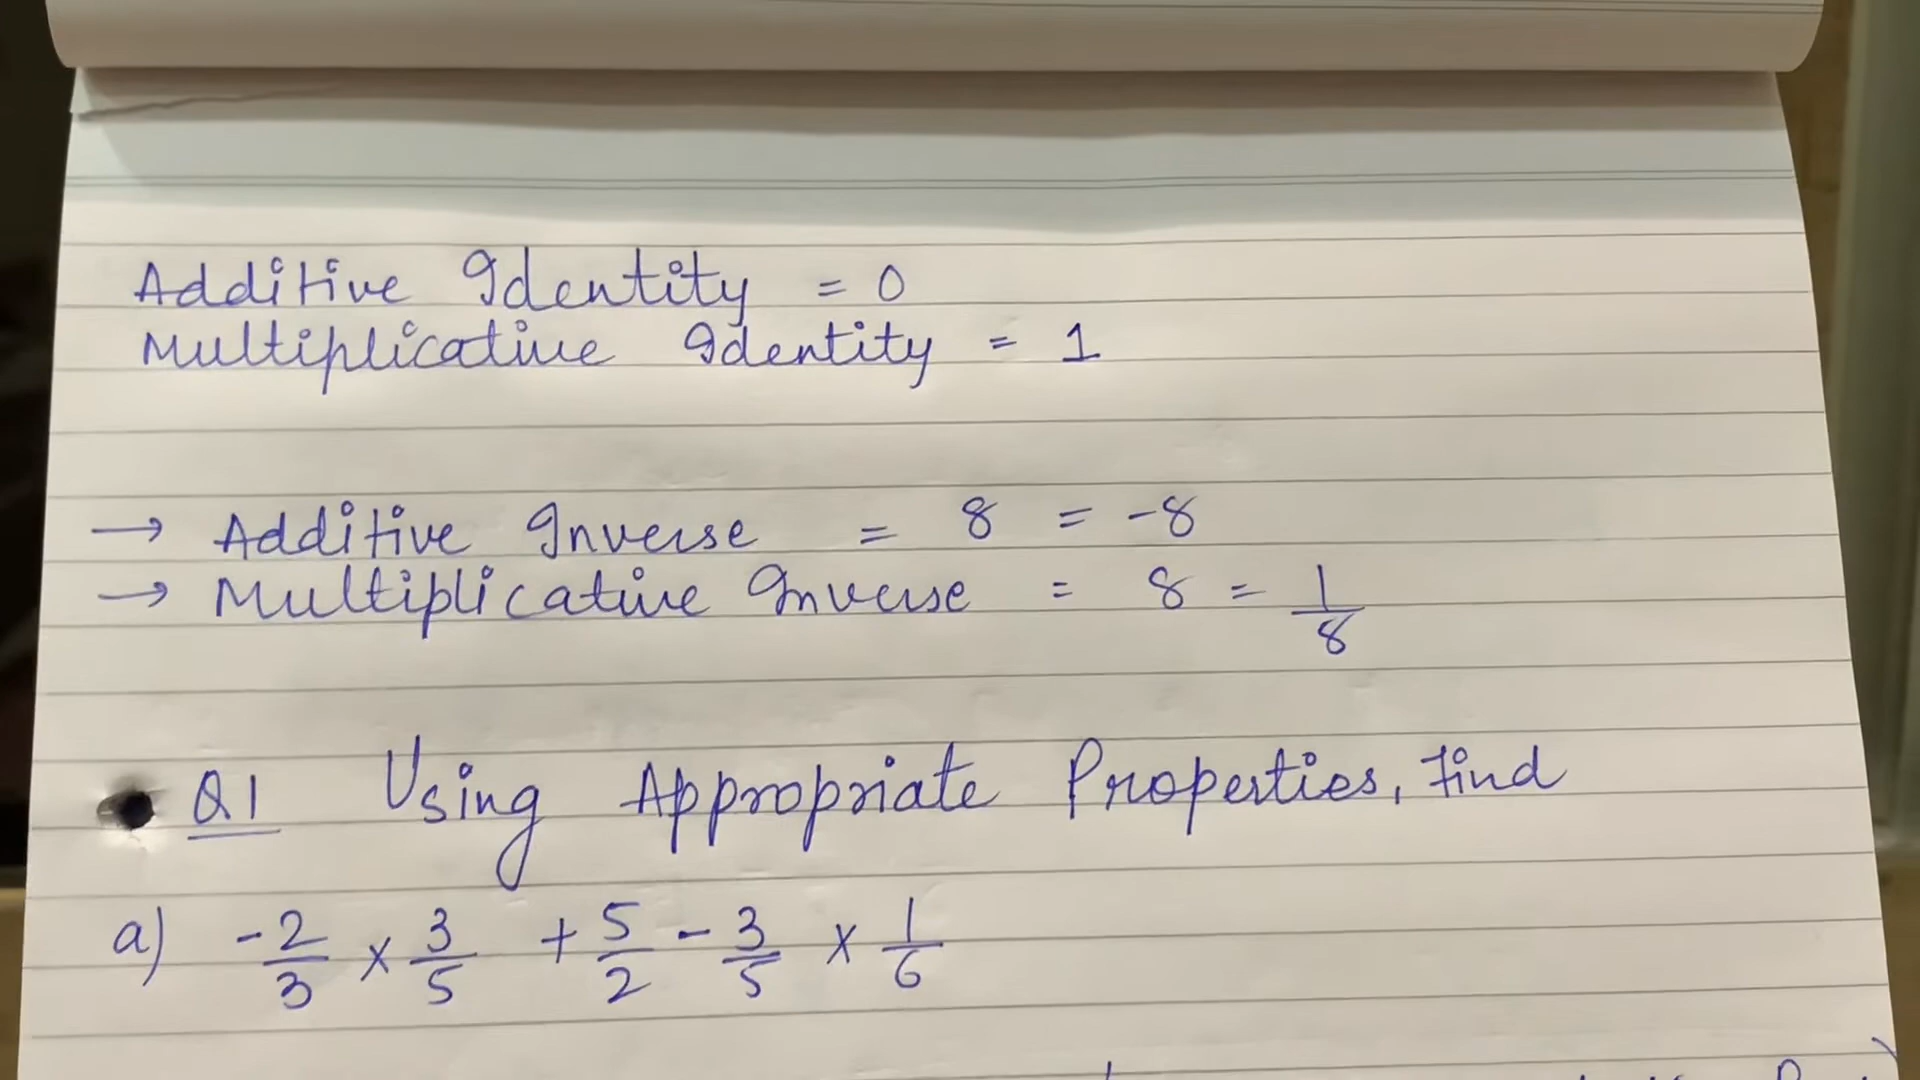 Additive Identity = 0
Multiplicative Identity = 1
→ Additive Inverse = 8 = -8
→ Multiplicative Inverse = 8 = 1/8
Q1 Using Appropriate Properties, find
a) -2/3 × 3/5 + 5/2 - 3/5 × 1/6